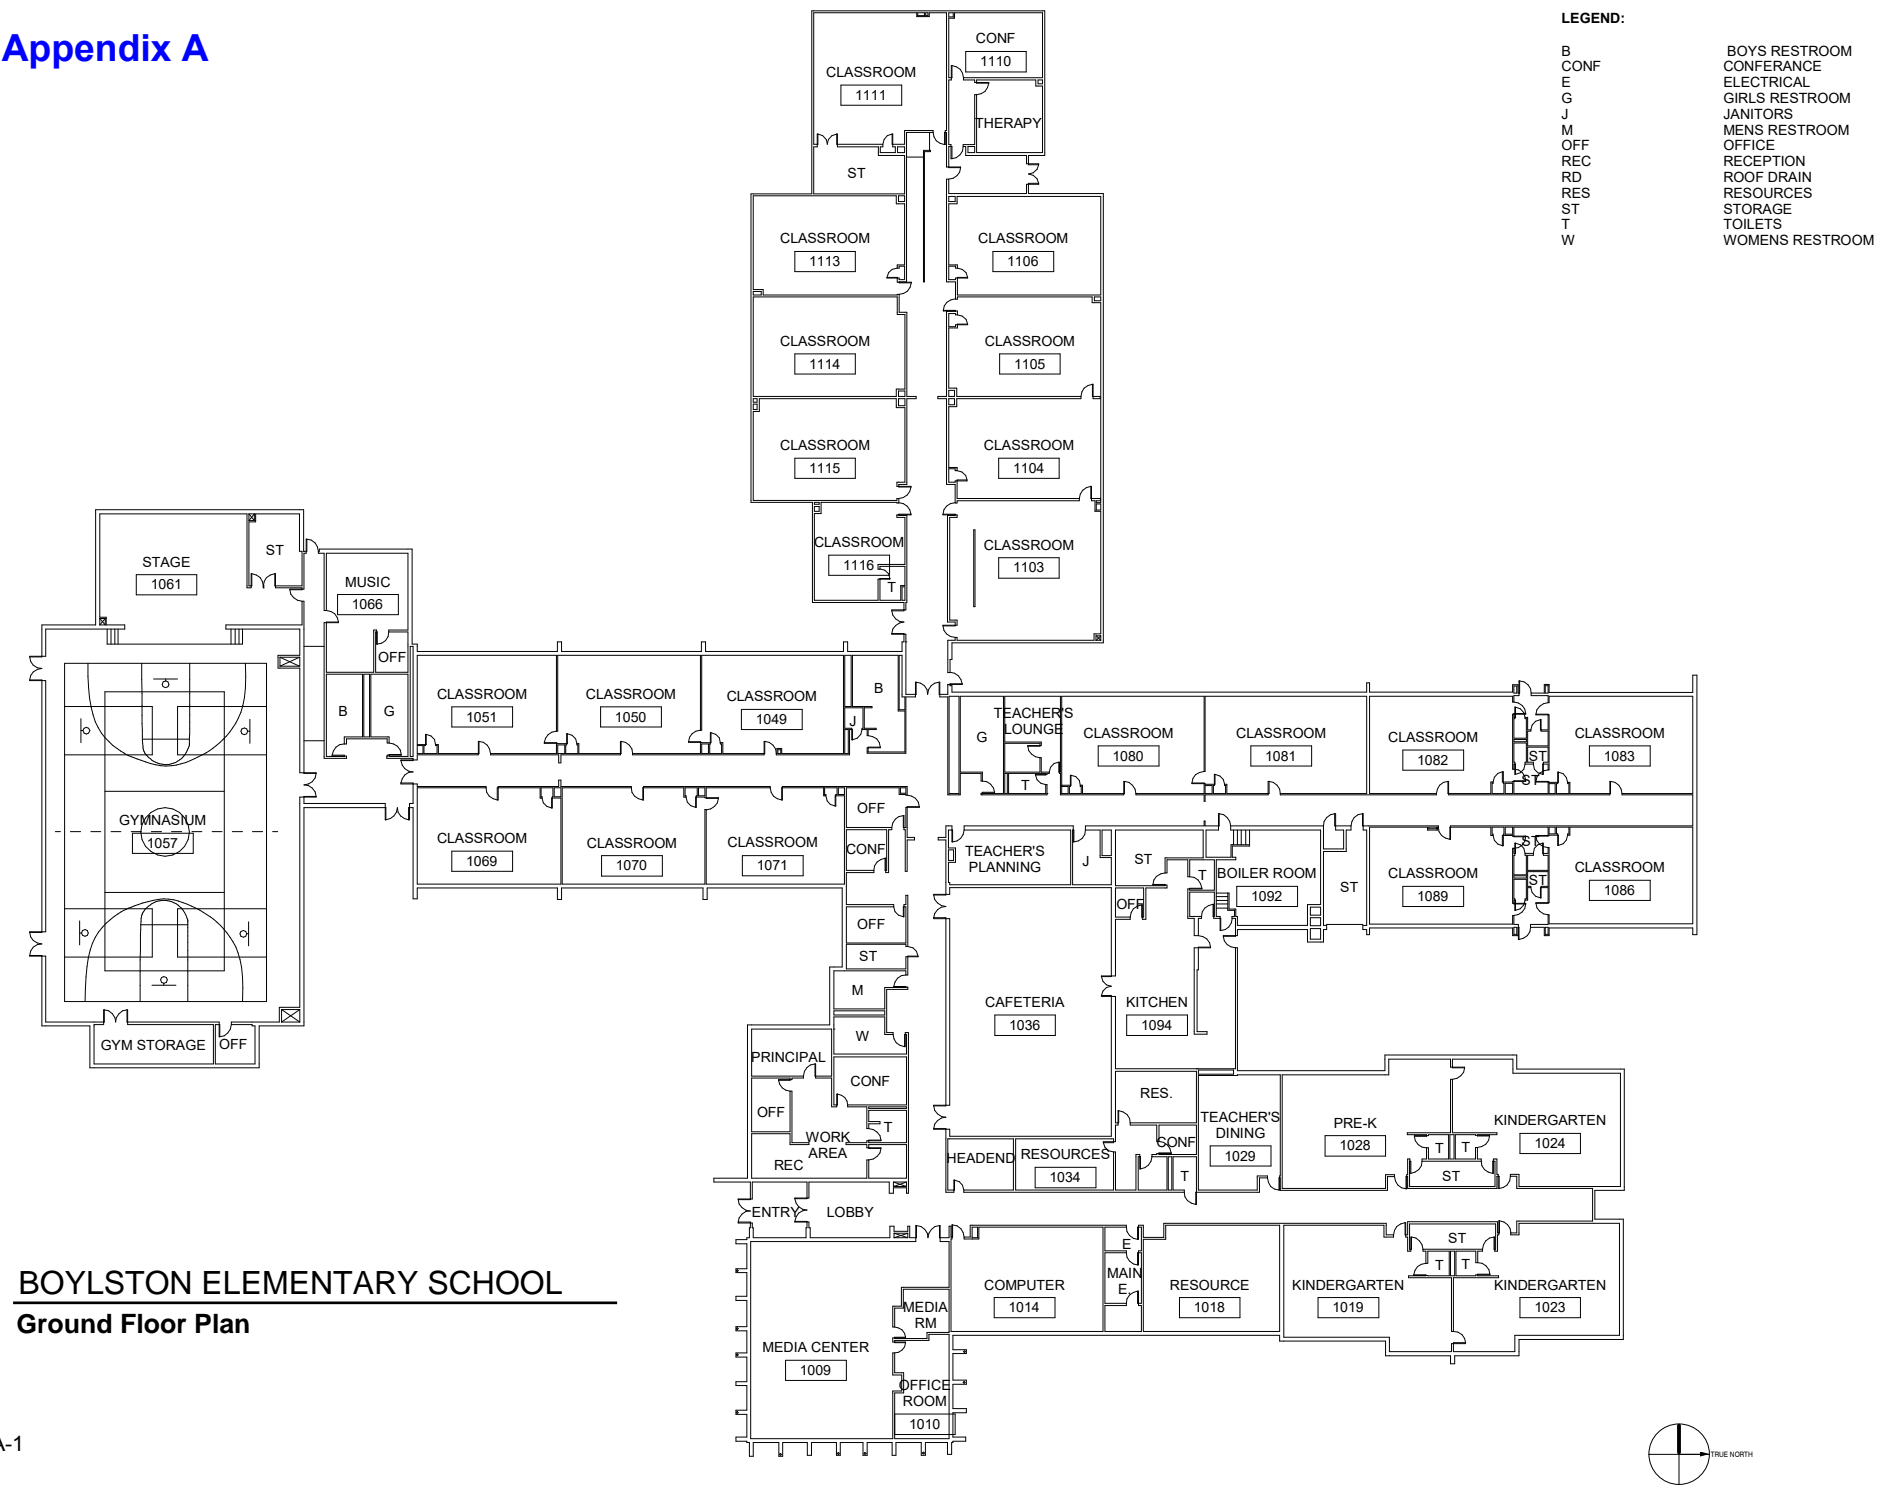 Appendix A
LEGEND:
B BOYS RESTROOM
CONF CONFERANCE
E ELECTRICAL
G GIRLS RESTROOM
J JANITORS
M MENS RESTROOM
OFF OFFICE
REC RECEPTION
RD ROOF DRAIN
RES RESOURCES
ST STORAGE
T TOILETS
W WOMENS RESTROOM
CONF
1110
CLASSROOM
1111
THERAPY
ST
CLASSROOM
1113
CLASSROOM
1106
CLASSROOM
1114
CLASSROOM
1105
CLASSROOM
1115
CLASSROOM
1104
CLASSROOM
1116
T
CLASSROOM
1103
STAGE
1061
ST
MUSIC
1066
OFF
B
G
CLASSROOM
1051
CLASSROOM
1050
CLASSROOM
1049
B
J
G
TEACHER'S
LOUNGE
T
CLASSROOM
1080
CLASSROOM
1081
CLASSROOM
1082
ST
ST
CLASSROOM
1083
GYMNASIUM
1057
CLASSROOM
1069
CLASSROOM
1070
CLASSROOM
1071
OFF
CONF
TEACHER'S
PLANNING
J
ST
T
OFF
BOILER ROOM
1092
ST
CLASSROOM
1089
ST
ST
CLASSROOM
1086
OFF
ST
M
W
CAFETERIA
1036
KITCHEN
1094
GYM STORAGE
OFF
PRINCIPAL
CONF
OFF
WORK
AREA
T
REC
RES.
CONF
T
HEADEND
RESOURCES
1034
TEACHER'S
DINING
1029
PRE-K
1028
T
T
ST
KINDERGARTEN
1024
ENTRY
LOBBY
COMPUTER
1014
E
MAIN
E.
RESOURCE
1018
KINDERGARTEN
1019
ST
T
T
KINDERGARTEN
1023
MEDIA
RM
MEDIA CENTER
1009
OFFICE
ROOM
1010
BOYLSTON ELEMENTARY SCHOOL
Ground Floor Plan
A-1
TRUE NORTH